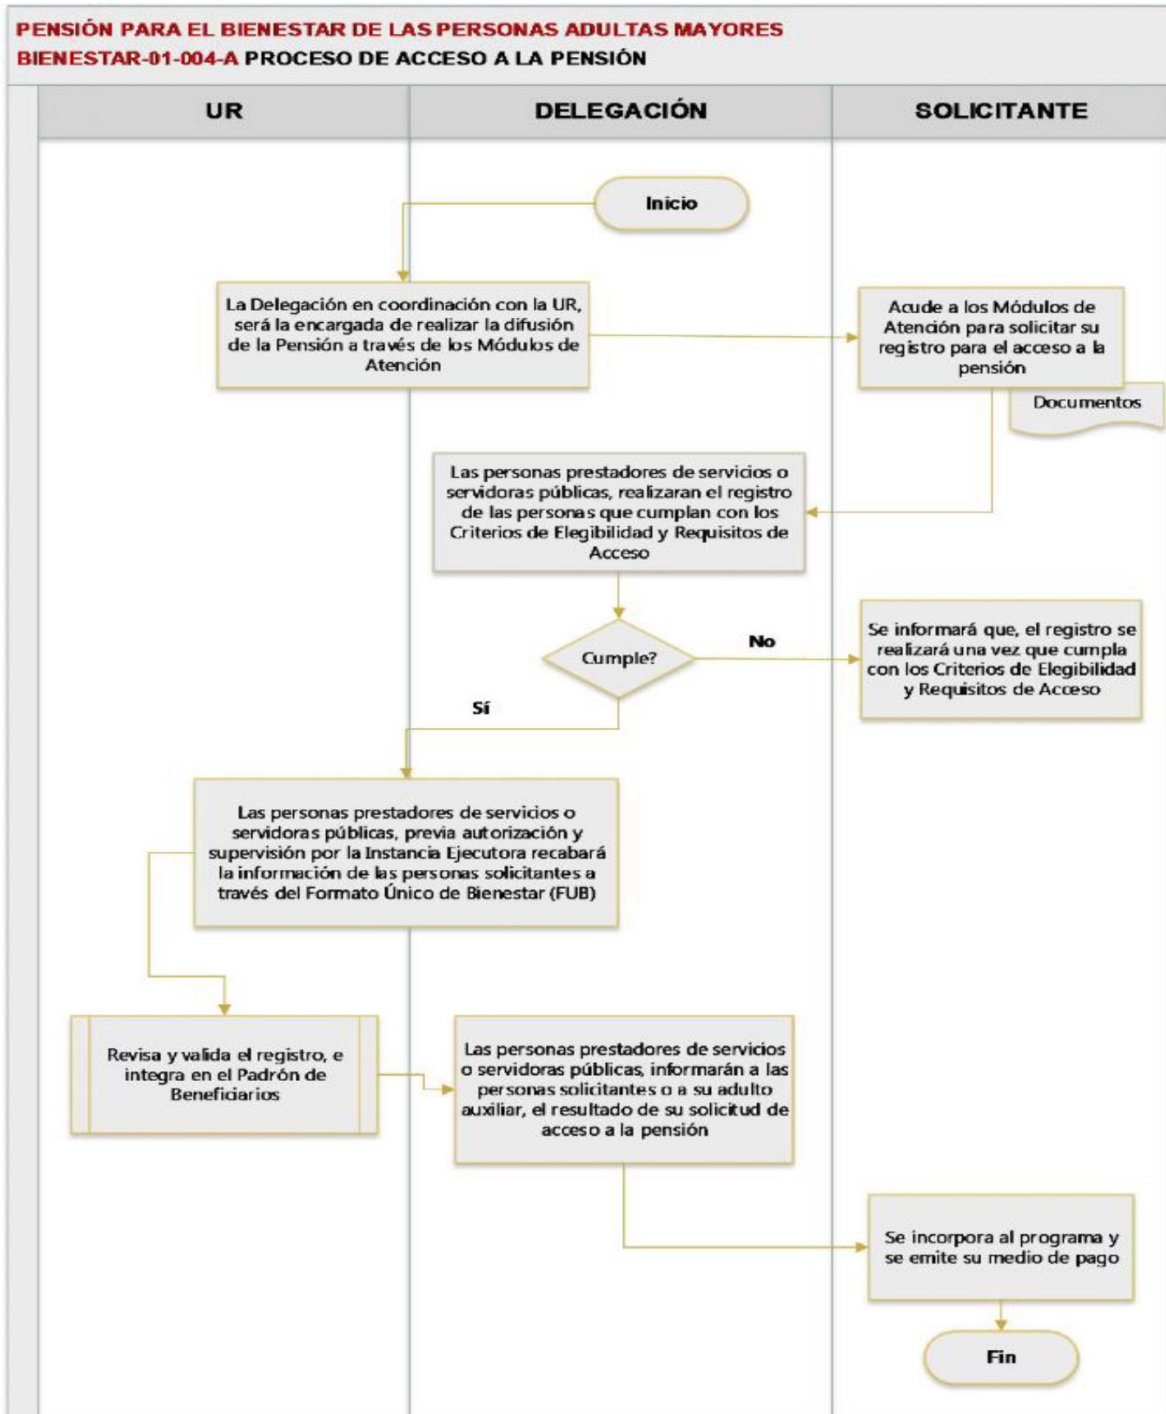 PENSIÓN PARA EL BIENESTAR DE LAS PERSONAS ADULTAS MAYORES
BIENESTAR-01-004-A PROCESO DE ACCESO A LA PENSIÓN
UR
DELEGACIÓN
SOLICITANTE
Inicio
La Delegación en coordinación con la UR,
será la encargada de realizar la difusión
de la Pensión a través de los Módulos de
Atención
Acude a los Módulos de
Atención para solicitar su
registro para el acceso a la
pensión
Documentos
Las personas prestadores de servicios o
servidoras públicas, realizaran el registro
de las personas que cumplan con los
Criterios de Elegibilidad y Requisitos de
Acceso
Cumple?
No
Se informará que, el registro se
realizará una vez que cumpla
con los Criterios de Elegibilidad
y Requisitos de Acceso
Sí
Las personas prestadores de servicios o
servidoras públicas, previa autorización y
supervisión por la Instancia Ejecutora recabará
la información de las personas solicitantes a
través del Formato Único de Bienestar (FUB)
Revisa y valida el registro, e
integra en el Padrón de
Beneficiarios
Las personas prestadores de servicios
o servidoras públicas, informarán a las
personas solicitantes o a su adulto
auxiliar, el resultado de su solicitud de
acceso a la pensión
Se incorpora al programa y
se emite su medio de pago
Fin